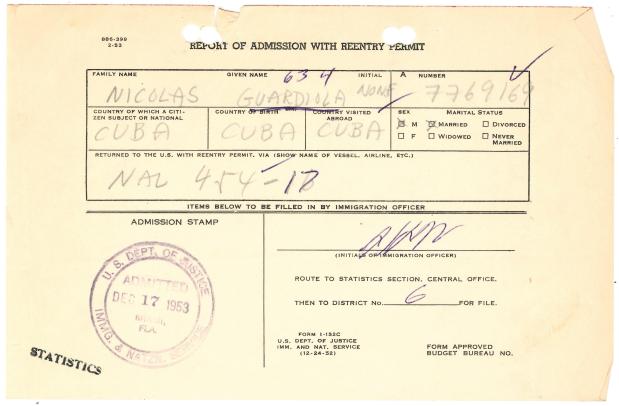 886-398
2-53
REPORT OF ADMISSION WITH REENTRY PERMIT
FAMILY NAME GIVEN NAME 634 INITIAL A NUMBER
NICOLAS GUARDIOLA NONE 7769169
COUNTRY OF WHICH A CITI-
ZEN SUBJECT OR NATIONAL
CUBA
COUNTRY OF BIRTH
CUBA
COUNTRY VISITED
ABROAD
CUBA
SEX
M
F
MARITAL STATUS
MARRIED DIVORCED
WIDOWED NEVER
MARRIED
RETURNED TO THE U.S. WITH REENTRY PERMIT. VIA (SHOW NAME OF VESSEL, AIRLINE, ETC.)
NAL 454-18
ITEMS BELOW TO BE FILLED IN BY IMMIGRATION OFFICER
ADMISSION STAMP
U. S. DEPT. OF JUSTICE
ADMITTED
DEC 17 1953
MIAMI,
FLA.
IMMG. & NATZN. SERVICE
STATISTICS
(INITIALS OF IMMIGRATION OFFICER)
ROUTE TO STATISTICS SECTION, CENTRAL OFFICE.
THEN TO DISTRICT NO. 6 FOR FILE.
FORM I-132C
U. S. DEPT. OF JUSTICE
IMM. AND NAT. SERVICE
(12-24-52)
FORM APPROVED
BUDGET BUREAU NO.